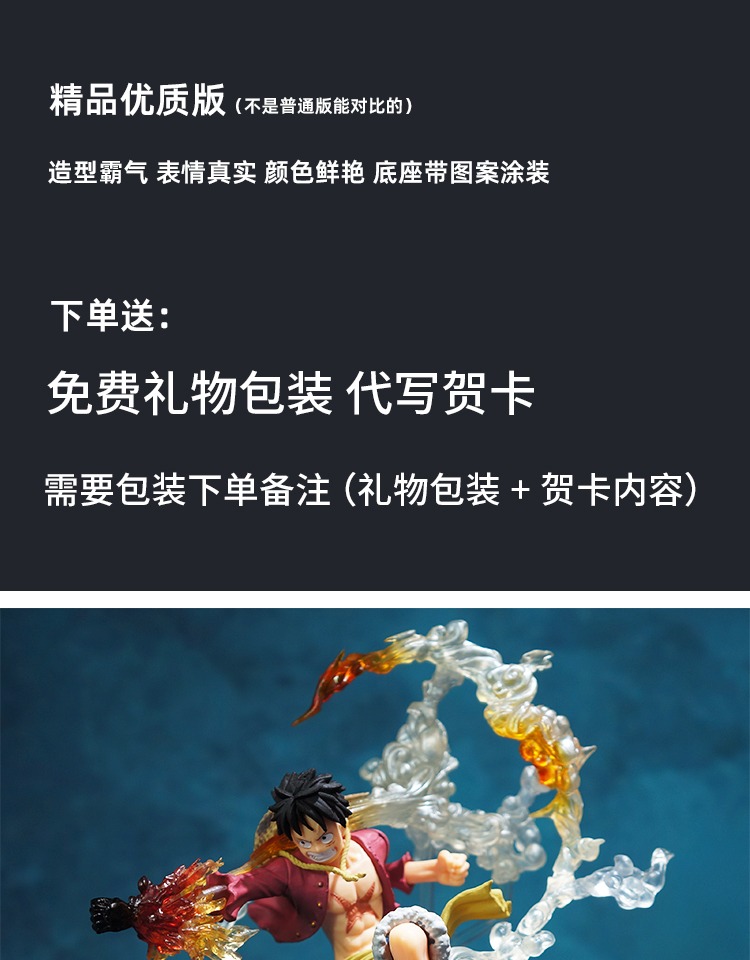 精品优质版（不是普通版能对比的）
造型霸气 表情真实 颜色鲜艳 底座带图案涂装
下单送：
免费礼物包装 代写贺卡
需要包装下单备注（礼物包装 + 贺卡内容）